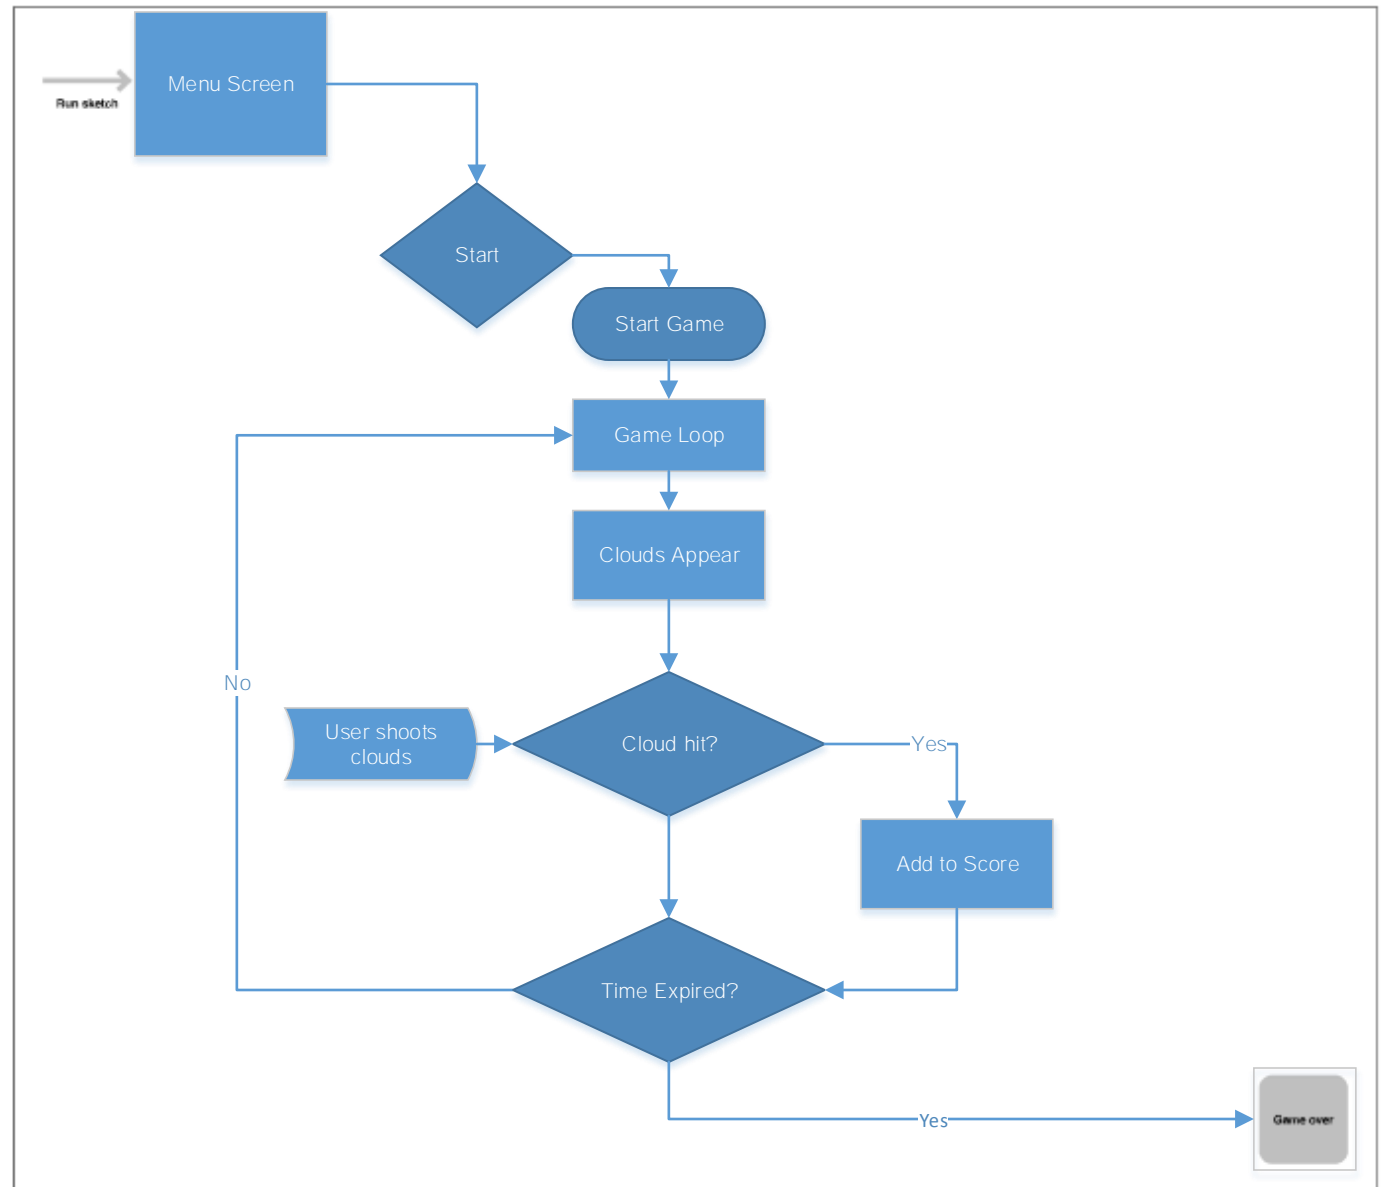 Menu Screen
Run sketch
Start
Start Game
Game Loop
Clouds Appear
No
User shoots
clouds
Cloud hit?
Yes
Add to Score
Time Expired?
Yes
Game over